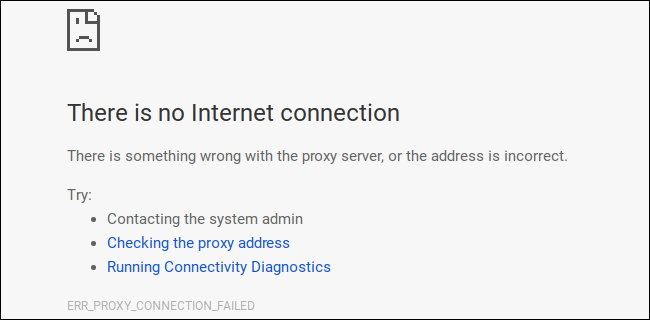 There is no Internet connection
There is something wrong with the proxy server, or the address is incorrect.
Try:
• Contacting the system admin
• Checking the proxy address
• Running Connectivity Diagnostics
ERR_PROXY_CONNECTION_FAILED